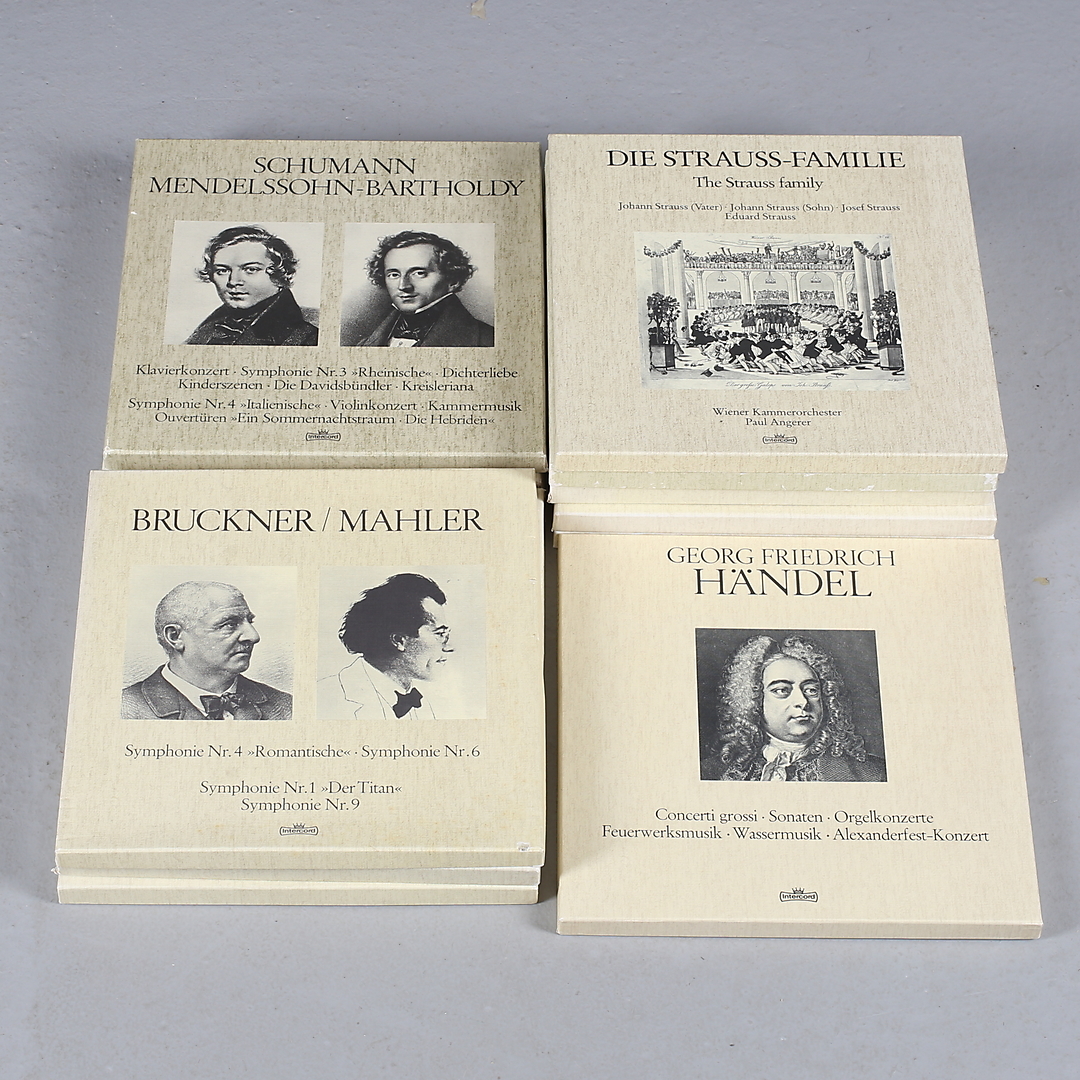 SCHUMANN
MENDELSSOHN-BARTHOLDY
Klavierkonzert · Symphonie Nr. 3 »Rheinische« · Dichterliebe
Kinderszenen · Die Davidsbündler · Kreisleriana
Symphonie Nr. 4 »Italienische« · Violinkonzert · Kammermusik
Ouvertüren »Ein Sommernachtstraum · Die Hebriden«
Intercord
DIE STRAUSS-FAMILIE
The Strauss family
Johann Strauss (Vater) · Johann Strauss (Sohn) · Josef Strauss
Eduard Strauss
Wiener Kammerorchester
Paul Angerer
Intercord
BRUCKNER / MAHLER
Symphonie Nr. 4 »Romantische« · Symphonie Nr. 6
Symphonie Nr. 1 »Der Titan«
Symphonie Nr. 9
Intercord
GEORG FRIEDRICH
HÄNDEL
Concerti grossi · Sonaten · Orgelkonzerte
Feuerwerksmusik · Wassermusik · Alexanderfest-Konzert
Intercord